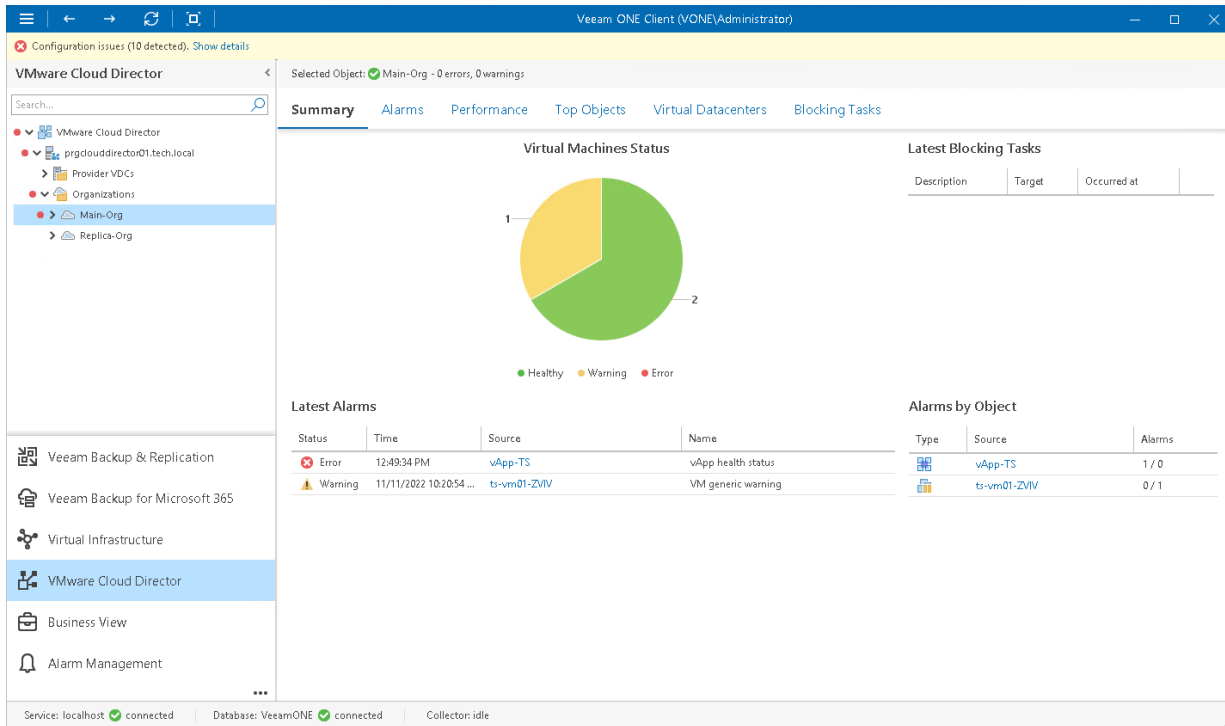 Veeam ONE Client (VONE\Administrator)
Configuration issues (10 detected). Show details
VMware Cloud Director
Search...
VMware Cloud Director
prgclouddirector01.tech.local
Provider VDCs
Organizations
Main-Org
Replica-Org
Veeam Backup & Replication
Veeam Backup for Microsoft 365
Virtual Infrastructure
VMware Cloud Director
Business View
Alarm Management
Selected Object: Main-Org - 0 errors, 0 warnings
Summary Alarms Performance Top Objects Virtual Datacenters Blocking Tasks
Virtual Machines Status
1
2
Healthy Warning Error
Latest Blocking Tasks
Description Target Occurred at
Latest Alarms
Status Time Source Name
Error 12:49:34 PM vApp-TS vApp health status
Warning 11/11/2022 10:20:54 ... ts-vm01-ZVIV VM generic warning
Alarms by Object
Type Source Alarms
vApp-TS 1 / 0
ts-vm01-ZVIV 0 / 1
Service: localhost connected Database: VeeamONE connected Collector: idle